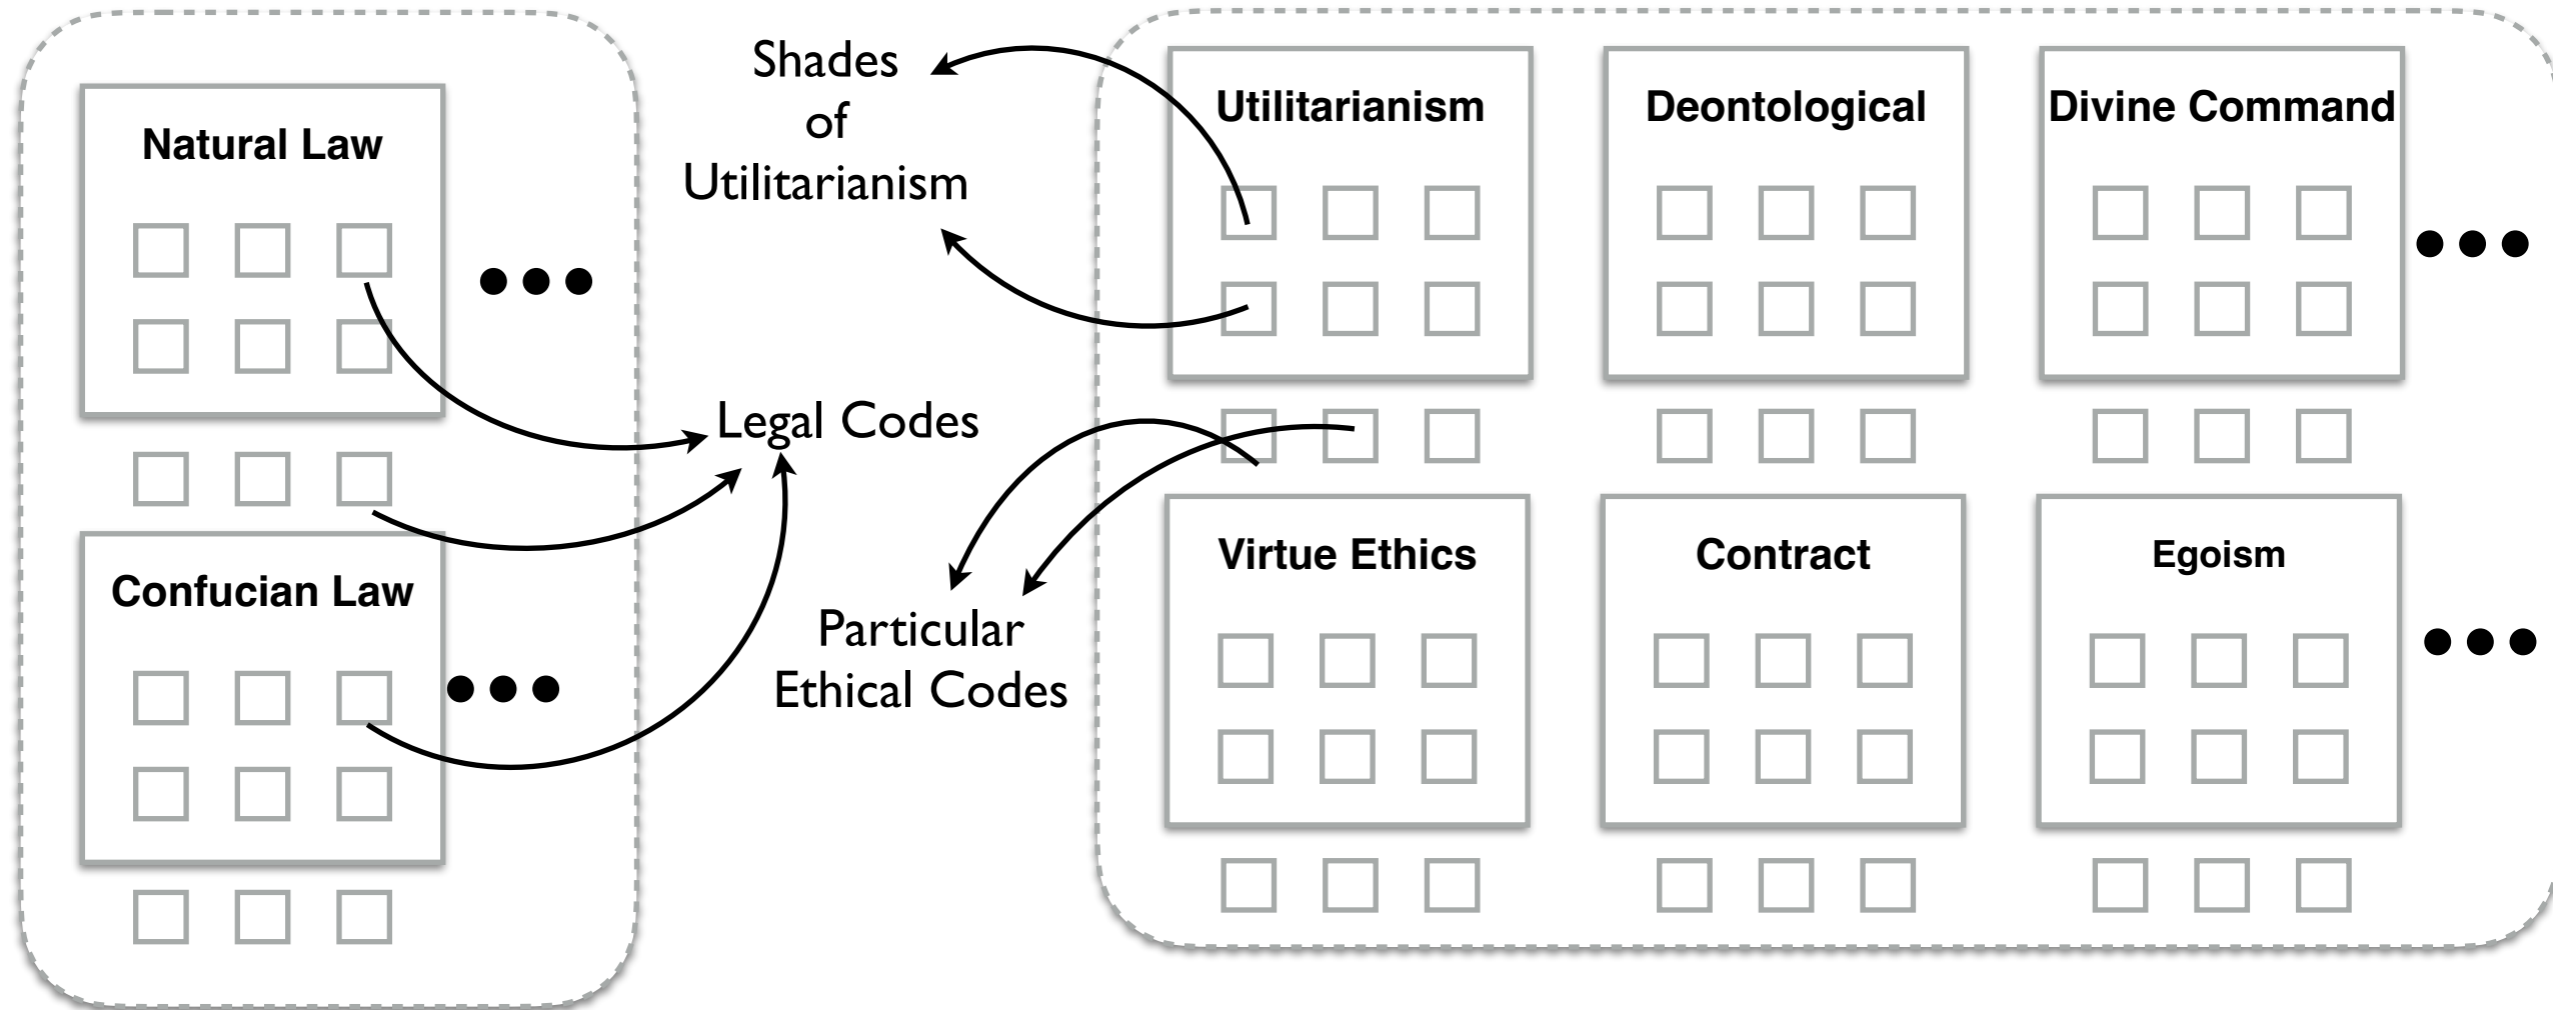 Natural Law
Confucian Law
Shades
of
Utilitarianism
Legal Codes
Particular
Ethical Codes
Utilitarianism
Deontological
Divine Command
Virtue Ethics
Contract
Egoism